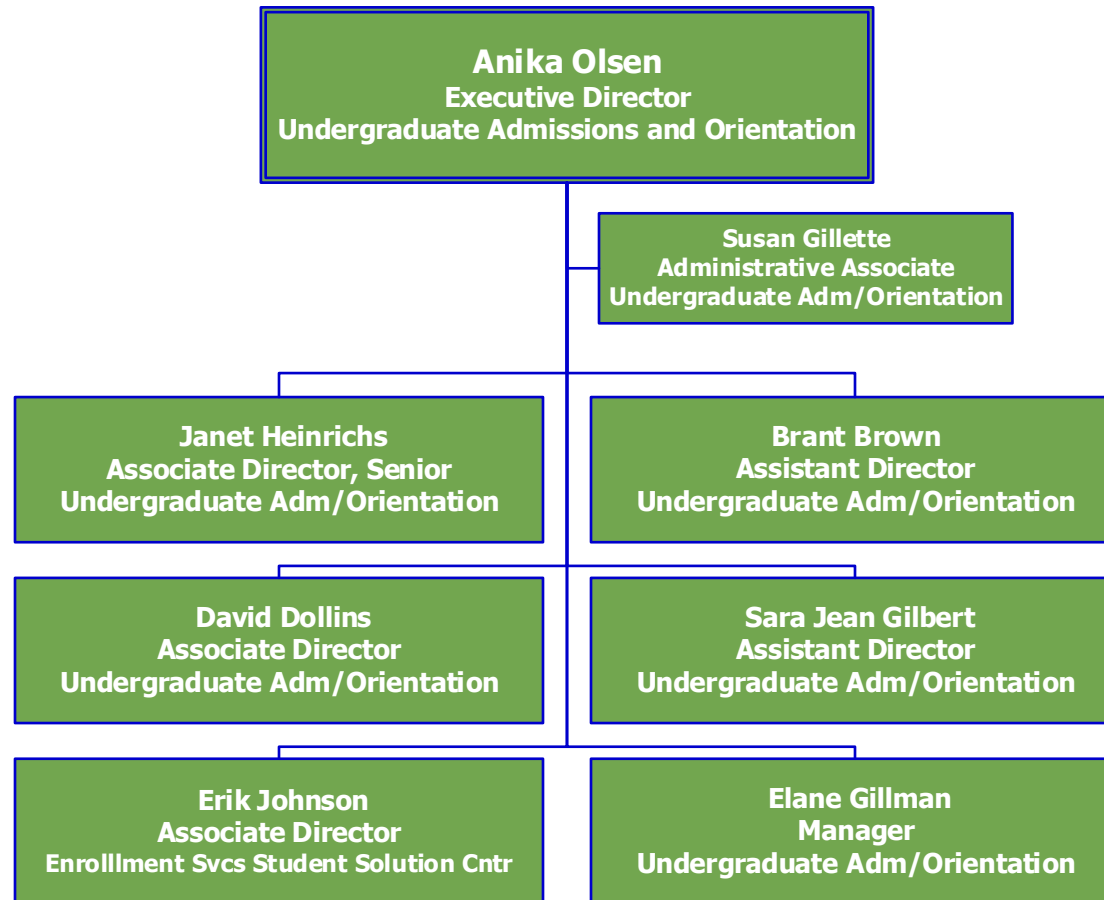 Anika Olsen
Executive Director
Undergraduate Admissions and Orientation
Susan Gillette
Administrative Associate
Undergraduate Adm/Orientation
Janet Heinrichs
Associate Director, Senior
Undergraduate Adm/Orientation
Brant Brown
Assistant Director
Undergraduate Adm/Orientation
David Dollins
Associate Director
Undergraduate Adm/Orientation
Sara Jean Gilbert
Assistant Director
Undergraduate Adm/Orientation
Erik Johnson
Associate Director
Enrolllment Svcs Student Solution Cntr
Elane Gillman
Manager
Undergraduate Adm/Orientation